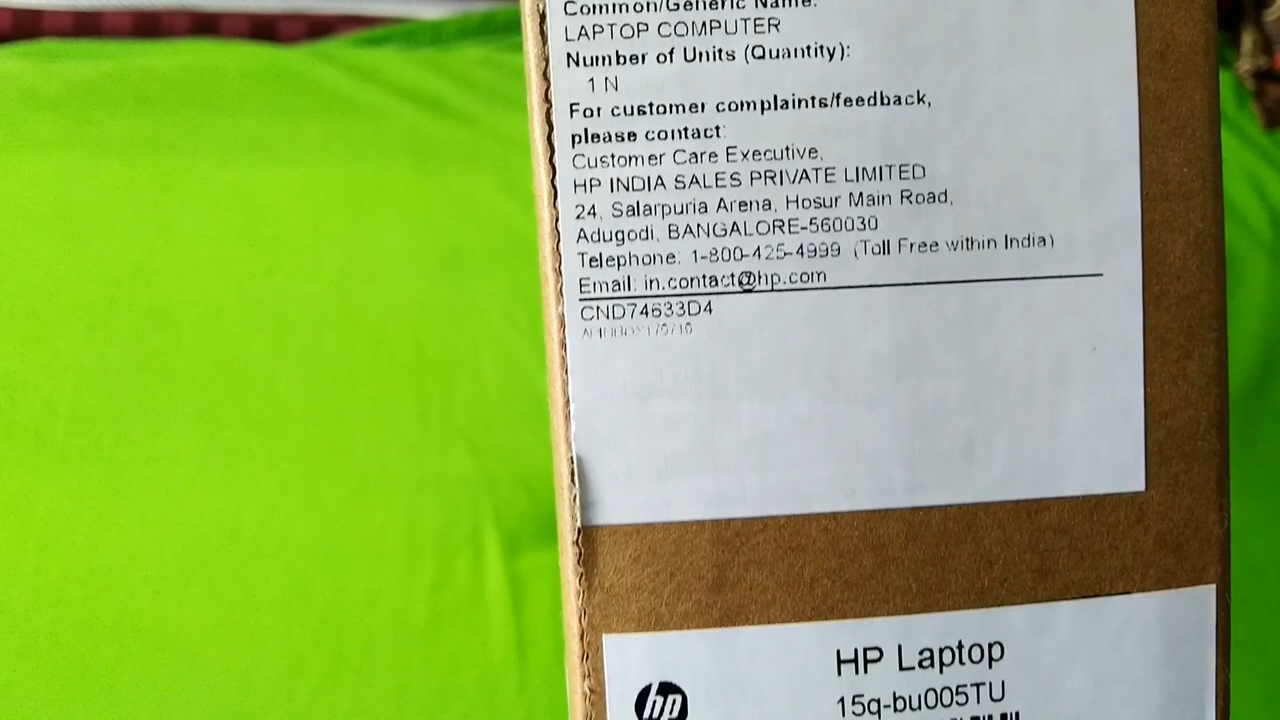 Common/Generic Name:
LAPTOP COMPUTER
Number of Units (Quantity):
1 N
For customer complaints/feedback,
please contact:
Customer Care Executive,
HP INDIA SALES PRIVATE LIMITED
24, Salarpuria Arena, Hosur Main Road,
Adugodi, BANGALORE-560030
Telephone: 1-800-425-4999 (Toll Free within India)
Email: in.contact@hp.com
CND74633D4
HP Laptop
hp
15q-bu005TU